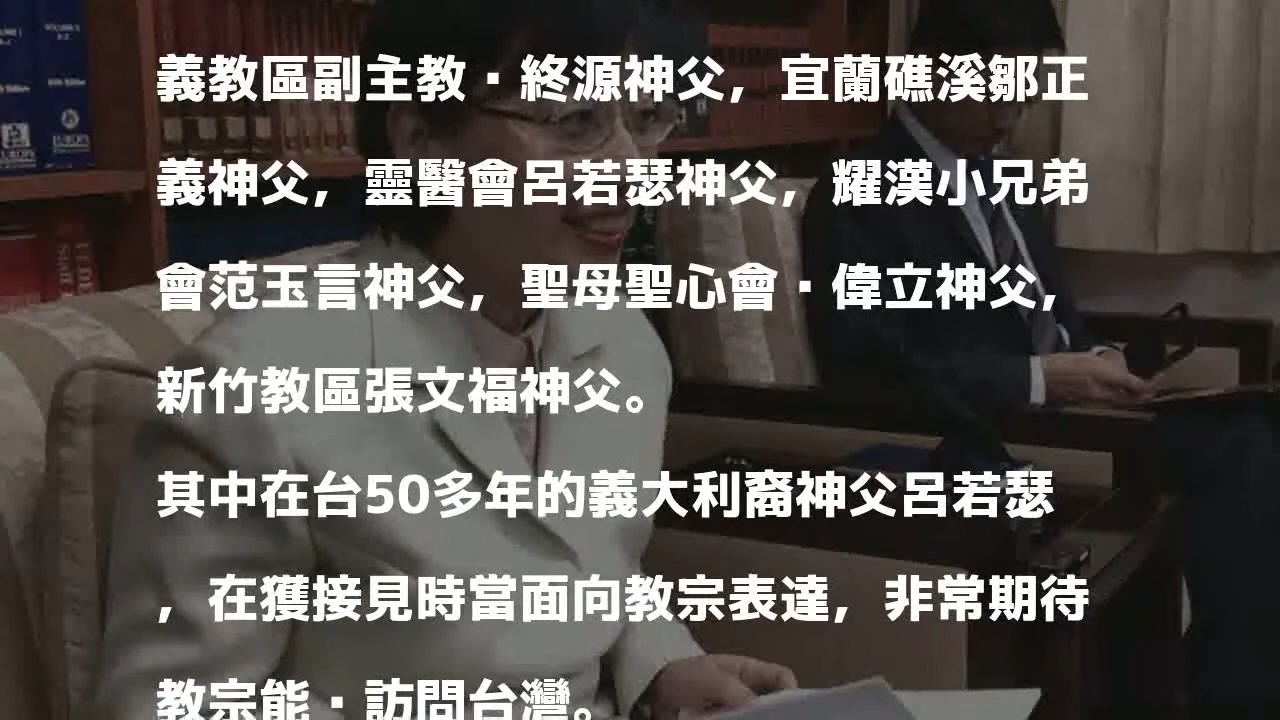 義教區副主教·終源神父，宜蘭礁溪鄒正
義神父，靈醫會呂若瑟神父，耀漢小兄弟
會范玉言神父，聖母聖心會·偉立神父，
新竹教區張文福神父。
其中在台50多年的義大利裔神父呂若瑟
，在獲接見時當面向教宗表達，非常期待
教宗能·訪問台灣。